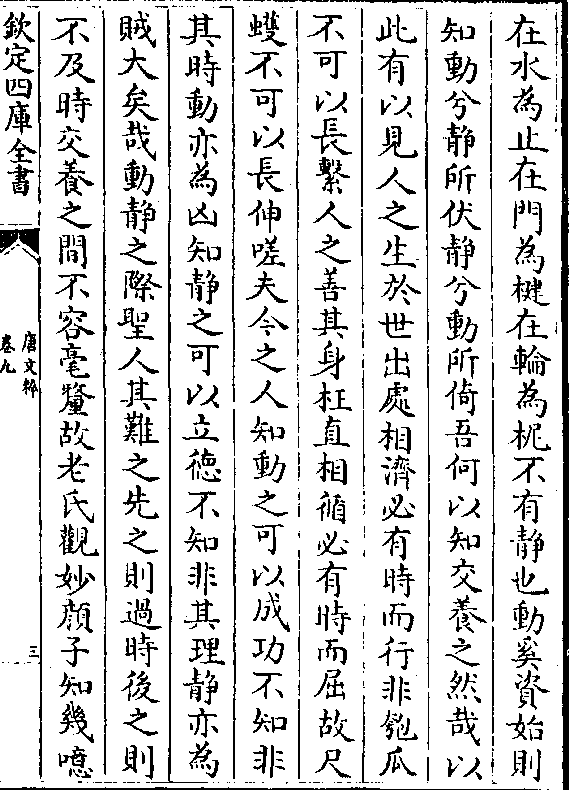 在水為止在門為楗在輪為柅不有静也動奚資始則
知動兮静所伏静兮動所倚吾何以知交養之然哉以
此有以見人之生於世出處相濟必有時而行非匏瓜
不可以長繫人之善其身枉直相循必有時而屈故尺
蠖不可以長伸嗟夫今之人知動之可以成功不知非
其時動亦為凶知静之可以立徳不知非其理静亦為
賊大矣哉動静之際聖人其難之先之則過時後之則
不及時交養之間不容毫釐故老氏觀妙顔子知幾噫
欽定四庫全書
唐文粹
卷九
三